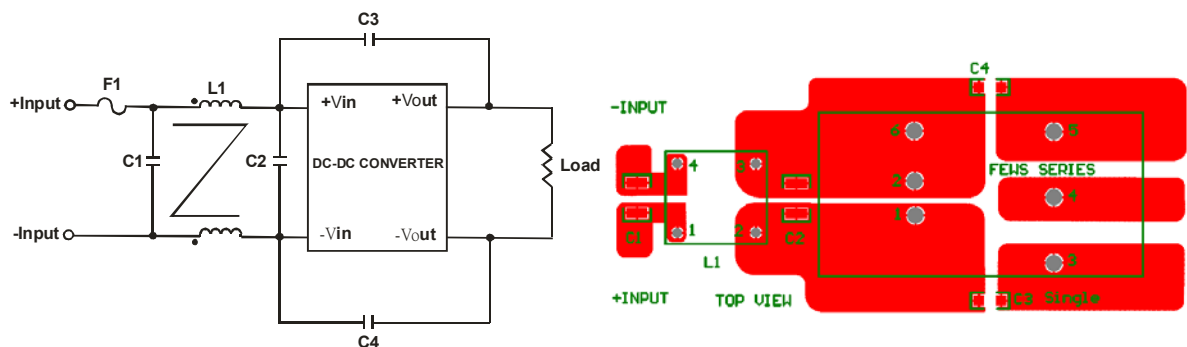 C3
F1
L1
+Input
+Vin
+Vout
C1
C2
DC-DC CONVERTER
Load
-Input
-Vin
-Vout
C4
C4
-INPUT
6
5
4
3
FEWS SERIES
2
4
1
C1
1
2
C2
L1
3
+INPUT
TOP VIEW
C3
Single